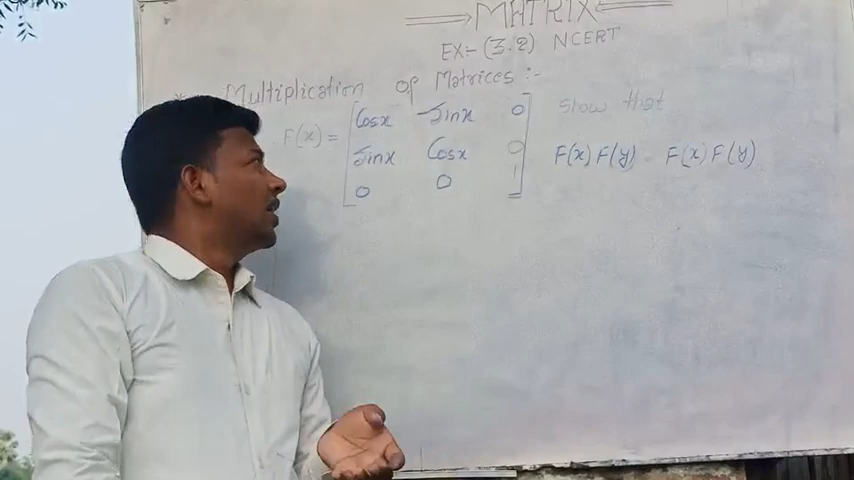 MATRIX
EX:- (3.2) NCERT
* Multiplication of Matrices :-
F(x) = [ Cosx -Sinx 0 ] show that
Sinx Cosx 0 F(x) F(y) = F(x) F(y)
0 0 1